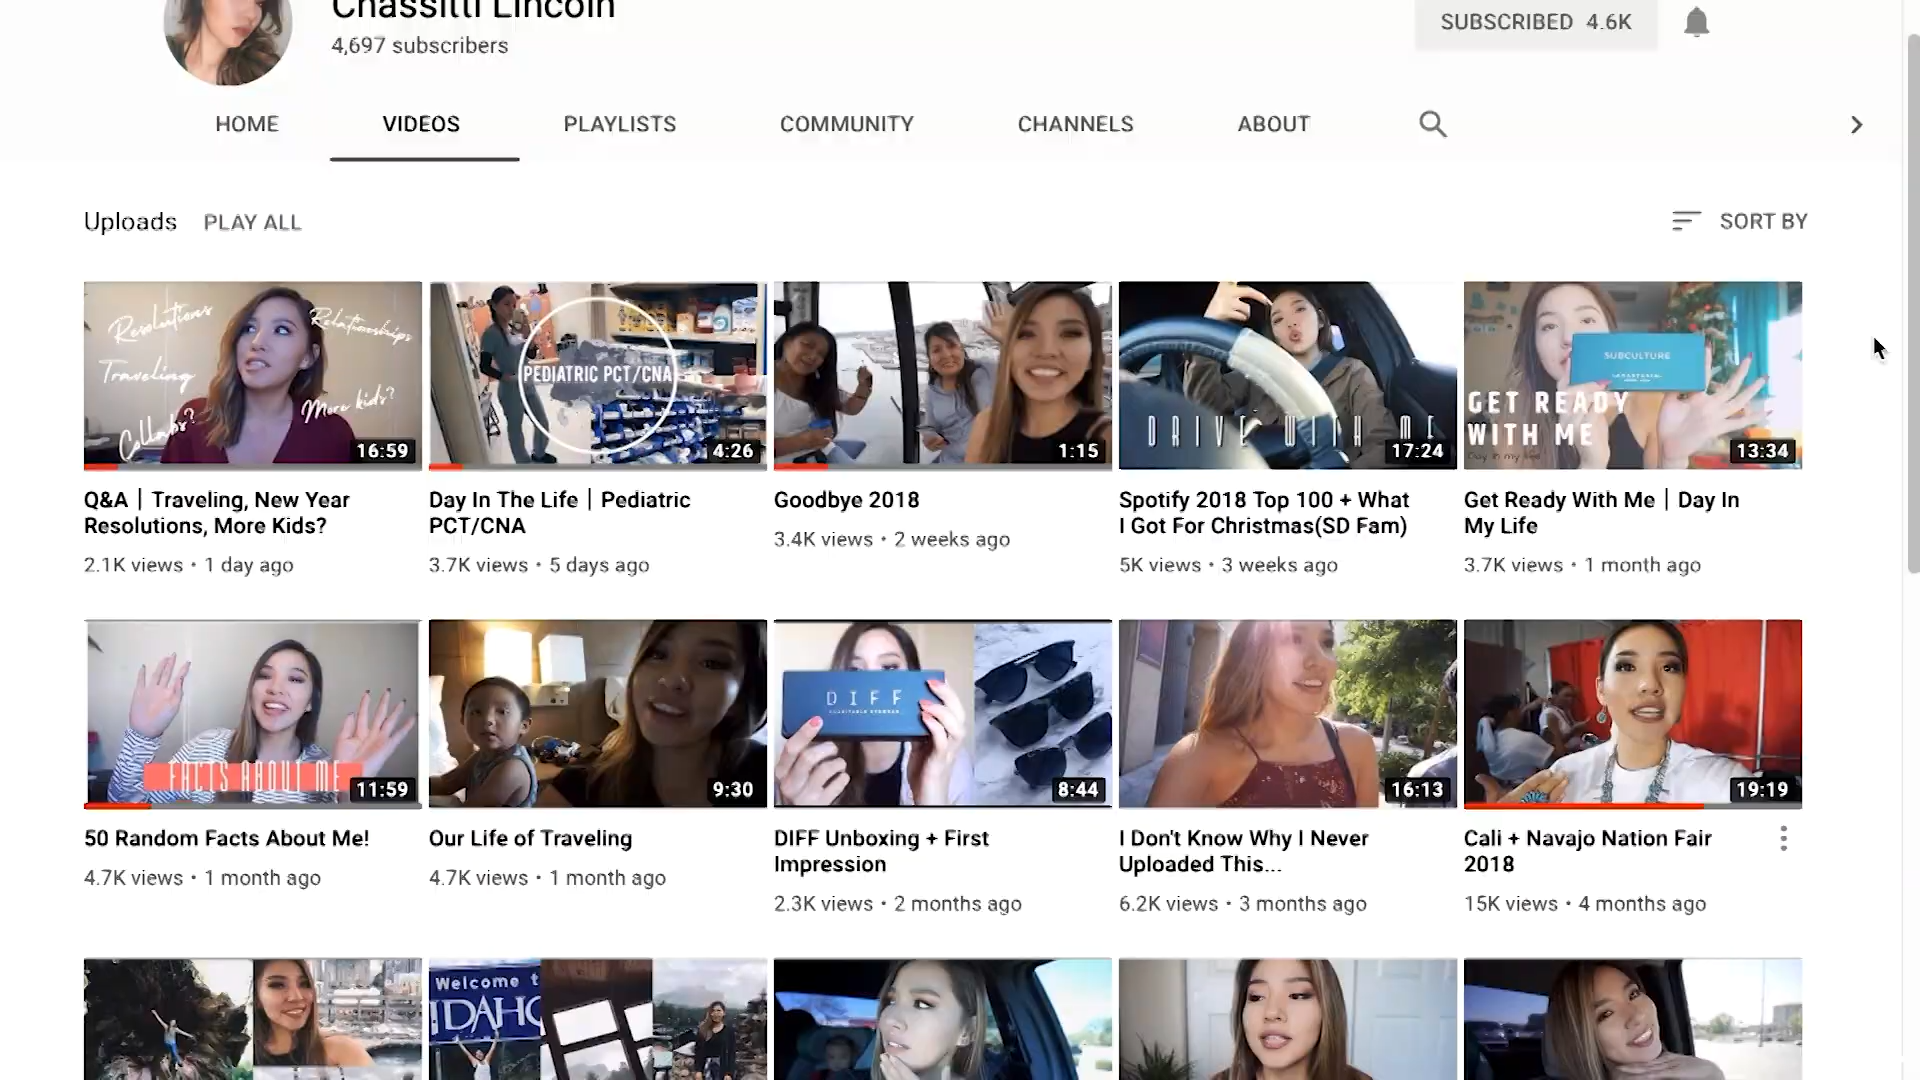 Chassitti Lincoln
4,697 subscribers
SUBSCRIBED 4.6K
HOME
VIDEOS
PLAYLISTS
COMMUNITY
CHANNELS
ABOUT
Uploads
PLAY ALL
SORT BY
Resolutions
Relationships
Traveling
More kids?
Collabs?
16:59
PEDIATRIC PCT/CNA
4:26
1:15
DRIVE WITH ME
17:24
SUBCULTURE
GET READY
WITH ME
Day in my life
13:34
Q&A | Traveling, New Year
Resolutions, More Kids?
2.1K views • 1 day ago
Day In The Life | Pediatric
PCT/CNA
3.7K views • 5 days ago
Goodbye 2018
3.4K views • 2 weeks ago
Spotify 2018 Top 100 + What
I Got For Christmas(SD Fam)
5K views • 3 weeks ago
Get Ready With Me | Day In
My Life
3.7K views • 1 month ago
FACTS ABOUT ME
11:59
9:30
DIFF
8:44
16:13
19:19
50 Random Facts About Me!
4.7K views • 1 month ago
Our Life of Traveling
4.7K views • 1 month ago
DIFF Unboxing + First
Impression
2.3K views • 2 months ago
I Don't Know Why I Never
Uploaded This...
6.2K views • 3 months ago
Cali + Navajo Nation Fair
2018
15K views • 4 months ago
Welcome t
IDAHO